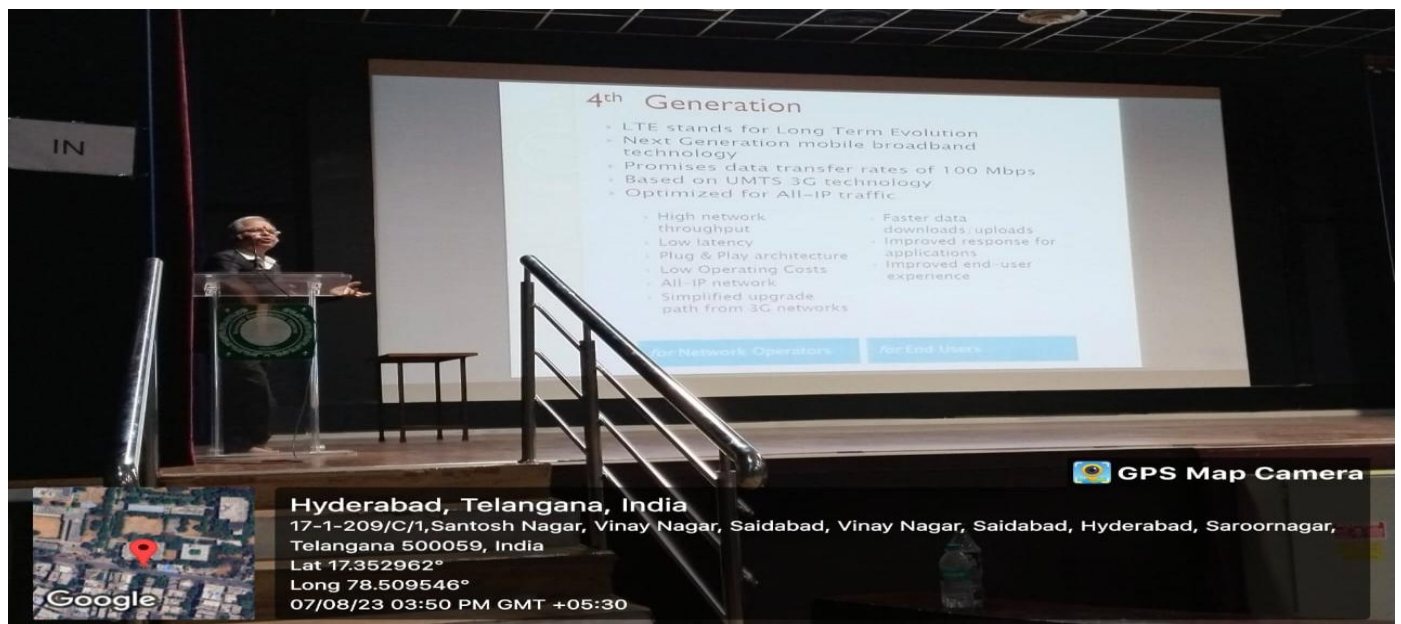 IN
4th Generation
LTE stands for Long Term Evolution
Next Generation mobile broadband
technology
Promises data transfer rates of 100 Mbps
Based on UMTS 3G technology
Optimized for All-IP traffic
High network
throughput
Low latency
Plug & Play architecture
Low Operating Costs
All-IP network
Simplified upgrade
path from 3G networks
Faster data
downloads/uploads
Improved response for
applications
Improved end-user
experience
for Network Operators
for End Users
GPS Map Camera
Hyderabad, Telangana, India
17-1-209/C/1,Santosh Nagar, Vinay Nagar, Saidabad, Vinay Nagar, Saidabad, Hyderabad, Saroornagar,
Telangana 500059, India
Lat 17.352962°
Long 78.509546°
07/08/23 03:50 PM GMT +05:30
Google